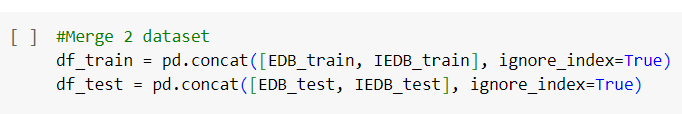 [ ] #Merge 2 dataset
df_train = pd.concat([EDB_train, IEDB_train], ignore_index=True)
df_test = pd.concat([EDB_test, IEDB_test], ignore_index=True)